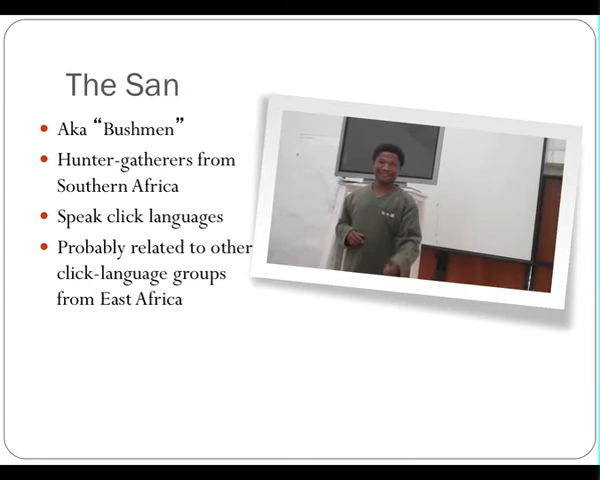 The San
Aka “Bushmen”
Hunter-gatherers from
Southern Africa
Speak click languages
Probably related to other
click-language groups
from East Africa